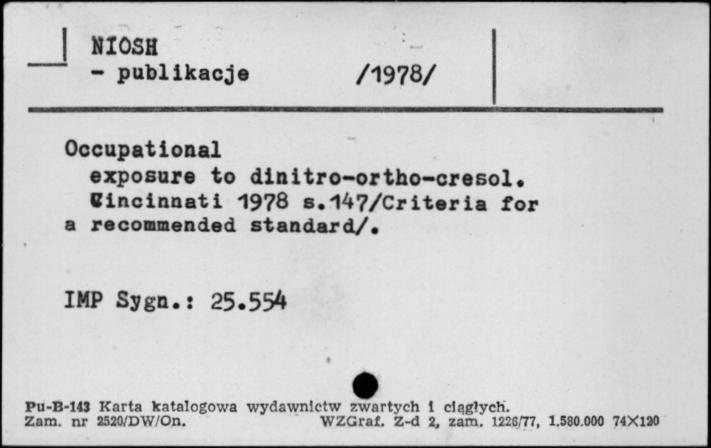 NIOSH
- publikacje /1978/
Occupational
exposure to dinitro-ortho-cresol.
Cincinnati 1978 s.147/Criteria for
a recommended standard/.
IMP Sygn.: 25.554
Pu-B-143 Karta katalogowa wydawnictw zwartych i ciągłych.
Zam. nr 2520/DW/On. WZGraf. Z-d 2, zam. 1226/77, 1.580.000 74X120